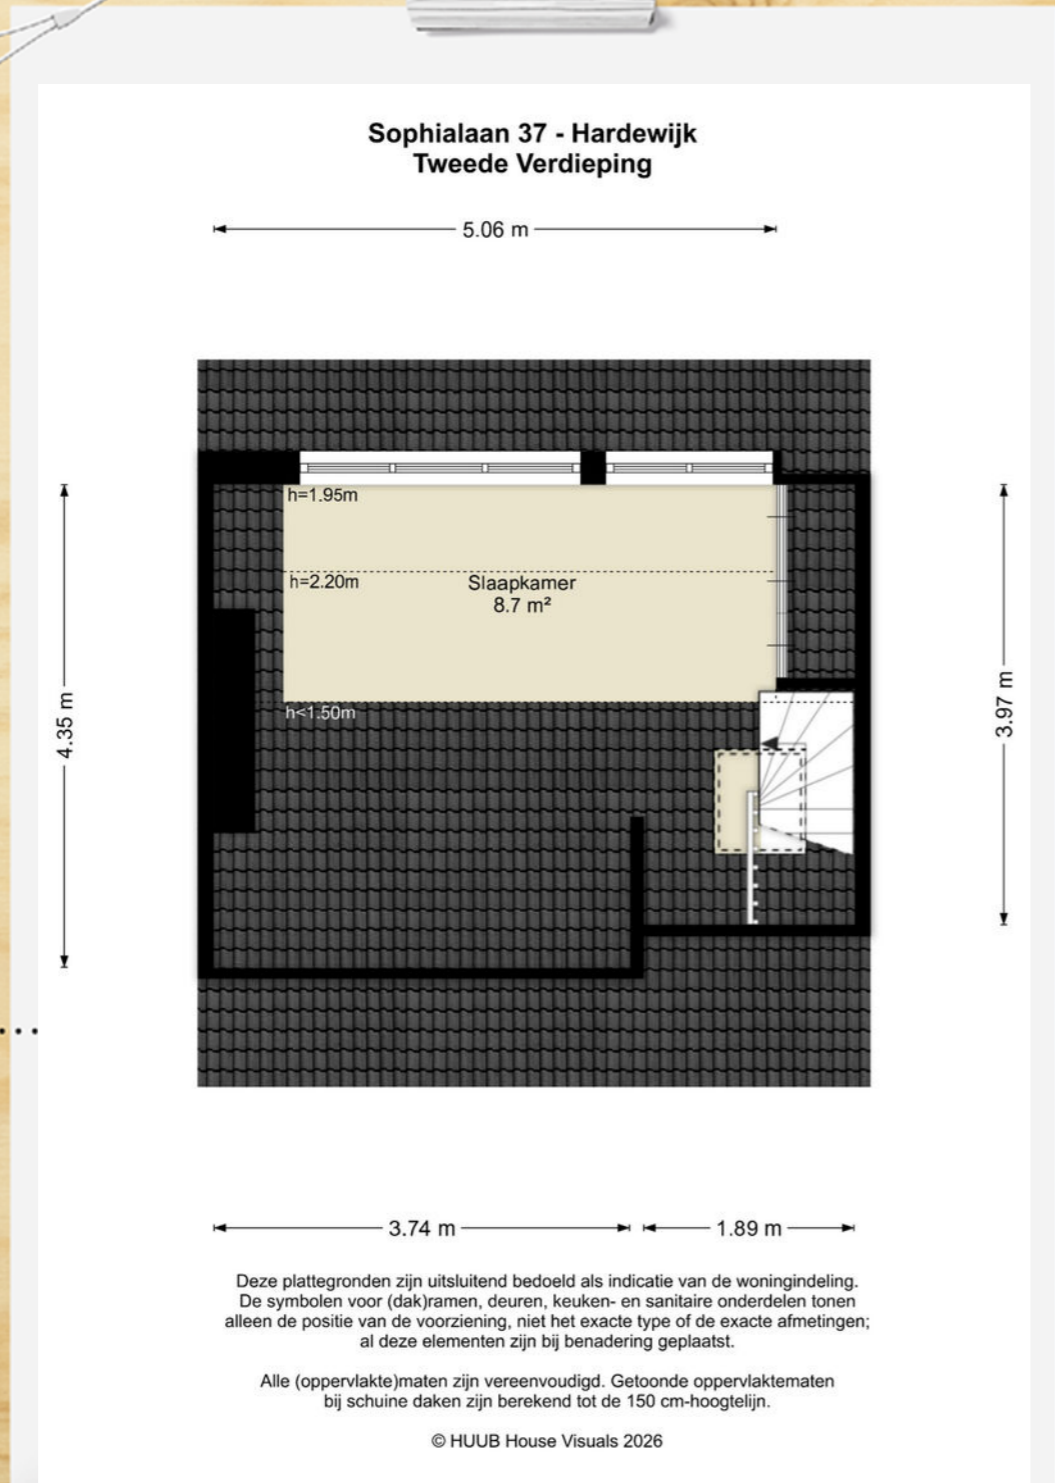 Sophialaan 37 - Hardewijk
Tweede Verdieping
5.06 m
h=1.95m
h=2.20m
Slaapkamer
8.7 m²
h<1.50m
4.35 m
3.97 m
3.74 m
1.89 m
Deze plattegronden zijn uitsluitend bedoeld als indicatie van de woningindeling.
De symbolen voor (dak)ramen, deuren, keuken- en sanitaire onderdelen tonen
alleen de positie van de voorziening, niet het exacte type of de exacte afmetingen;
al deze elementen zijn bij benadering geplaatst.
Alle (oppervlakte)maten zijn vereenvoudigd. Getoonde oppervlaktematen
bij schuine daken zijn berekend tot de 150 cm-hoogtelijn.
© HUUB House Visuals 2026